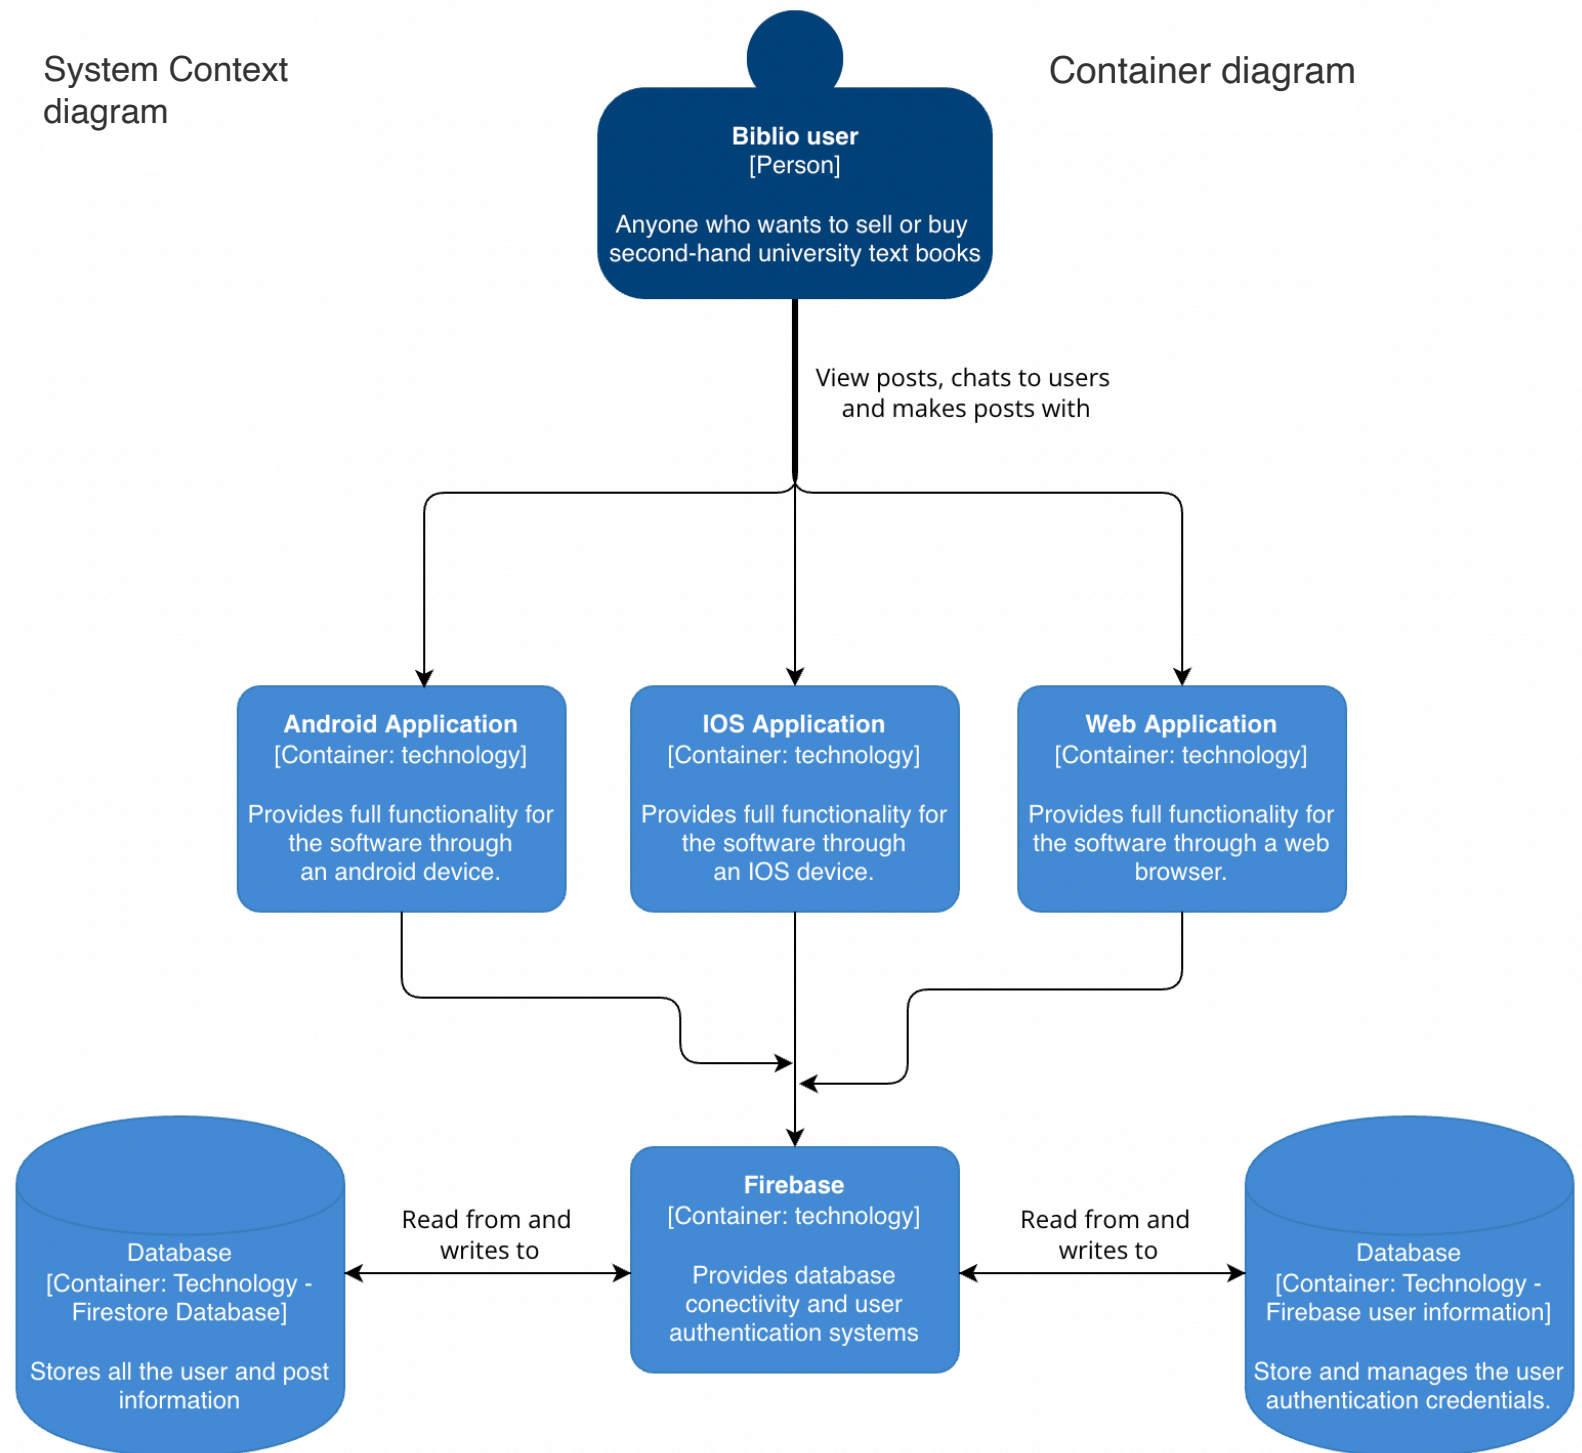 System Context
diagram
Container diagram
Biblio user
[Person]
Anyone who wants to sell or buy
second-hand university text books
View posts, chats to users
and makes posts with
Android Application
[Container: technology]
Provides full functionality for
the software through
an android device.
IOS Application
[Container: technology]
Provides full functionality for
the software through
an IOS device.
Web Application
[Container: technology]
Provides full functionality for
the software through a web
browser.
Database
[Container: Technology -
Firestore Database]
Stores all the user and post
information
Read from and
writes to
Firebase
[Container: technology]
Provides database
conectivity and user
authentication systems
Read from and
writes to
Database
[Container: Technology -
Firebase user information]
Store and manages the user
authentication credentials.